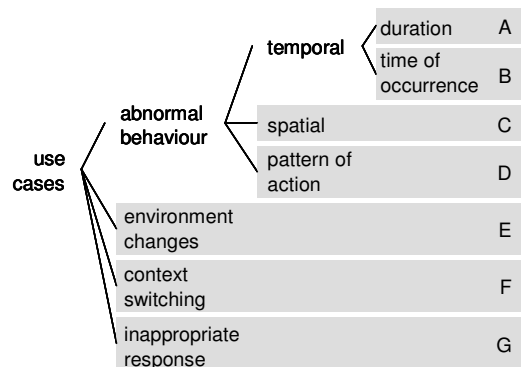 duration A
temporal
time of
occurrence B
abnormal
behaviour
spatial C
pattern of
action D
use
cases
environment
changes E
context
switching F
inappropriate
response G